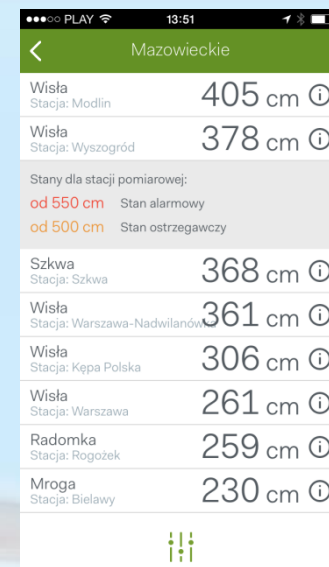 PLAY 13:51
Mazowieckie
Wisła
Stacja: Modlin
405 cm
Wisła
Stacja: Wyszogród
378 cm
Stany dla stacji pomiarowej:
od 550 cm Stan alarmowy
od 500 cm Stan ostrzegawczy
Szkwa
Stacja: Szkwa
368 cm
Wisła
Stacja: Warszawa-Nadwilanówka
361 cm
Wisła
Stacja: Kępa Polska
306 cm
Wisła
Stacja: Warszawa
261 cm
Radomka
Stacja: Rogożek
259 cm
Mroga
Stacja: Bielawy
230 cm